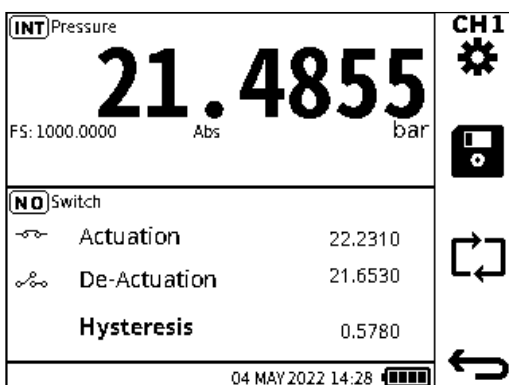 INT Pressure
CH1
21.4855
FS: 1000.0000 Abs bar
NO Switch
Actuation 22.2310
De-Actuation 21.6530
Hysteresis 0.5780
04 MAY 2022 14:28